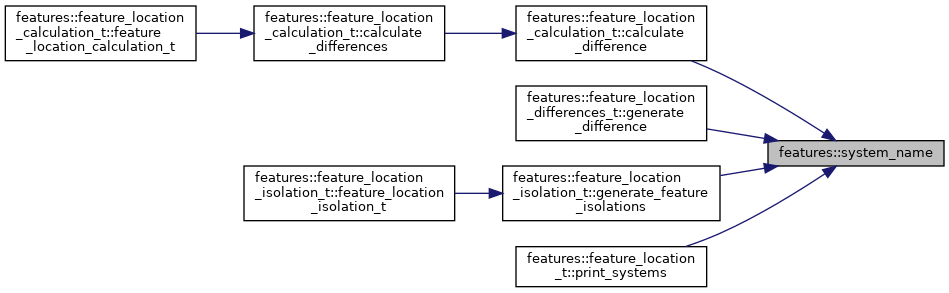 features::feature_location
_calculation_t::feature
_location_calculation_t
features::feature_location
_calculation_t::calculate
_differences
features::feature_location
_calculation_t::calculate
_difference
features::feature_location
_differences_t::generate
_difference
features::system_name
features::feature_location
_isolation_t::feature_location
_isolation_t
features::feature_location
_isolation_t::generate_feature
_isolations
features::feature_location
_t::print_systems